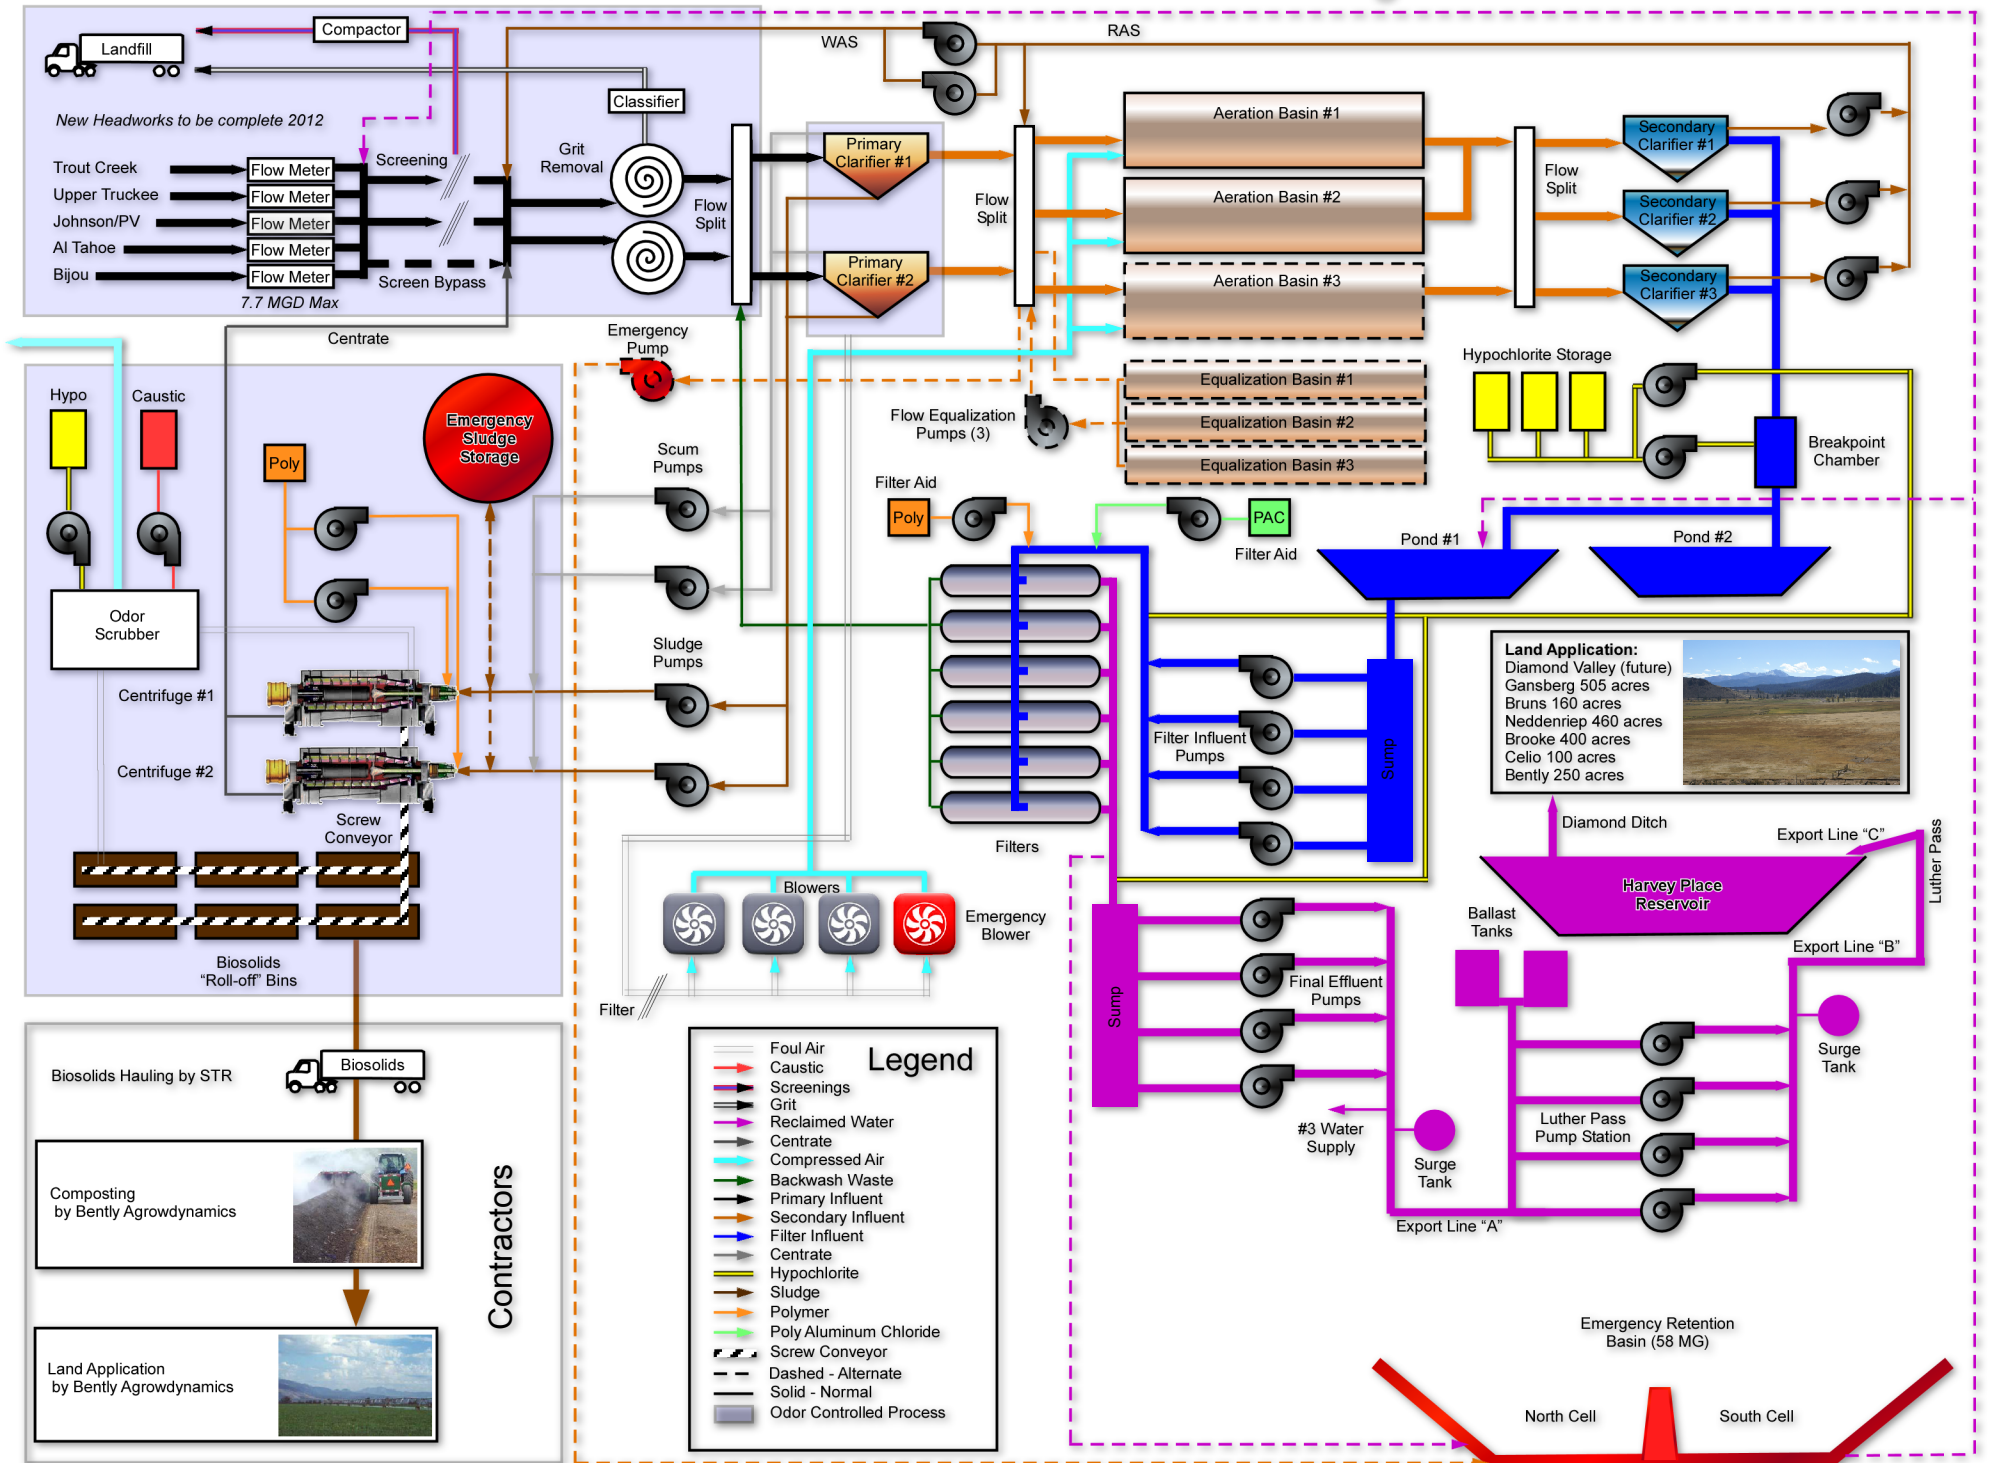 Compactor
Landfill
WAS
RAS
Classifier
New Headworks to be complete 2012
Grit
Removal
Screening
Trout Creek
Flow Meter
Upper Truckee
Flow Meter
Johnson/PV
Flow Meter
Al Tahoe
Flow Meter
Bijou
Flow Meter
7.7 MGD Max
Screen Bypass
Flow
Split
Primary
Clarifier #1
Primary
Clarifier #2
Flow
Split
Aeration Basin #1
Aeration Basin #2
Aeration Basin #3
Flow
Split
Secondary
Clarifier #1
Secondary
Clarifier #2
Secondary
Clarifier #3
Centrate
Emergency
Pump
Equalization Basin #1
Equalization Basin #2
Equalization Basin #3
Flow Equalization
Pumps (3)
Hypochlorite Storage
Breakpoint
Chamber
Hypo
Caustic
Poly
Emergency
Sludge
Storage
Scum
Pumps
Filter Aid
Poly
PAC
Filter Aid
Pond #1
Pond #2
Odor
Scrubber
Sludge
Pumps
Centrifuge #1
Centrifuge #2
Screw
Conveyor
Filter Influent
Pumps
Sump
Filters
Land Application:
Diamond Valley (future)
Gansberg 505 acres
Bruns 160 acres
Neddenriep 460 acres
Brooke 400 acres
Celio 100 acres
Bently 250 acres
Diamond Ditch
Export Line “C”
Luther Pass
Harvey Place
Reservoir
Export Line “B”
Ballast
Tanks
Blowers
Emergency
Blower
Filter
Biosolids
“Roll-off” Bins
Sump
Final Effluent
Pumps
#3 Water
Supply
Surge
Tank
Luther Pass
Pump Station
Surge
Tank
Export Line “A”
Biosolids Hauling by STR
Biosolids
Composting
by Bently Agrowdynamics
Land Application
by Bently Agrowdynamics
Contractors
Legend
Foul Air
Caustic
Screenings
Grit
Reclaimed Water
Centrate
Compressed Air
Backwash Waste
Primary Influent
Secondary Influent
Filter Influent
Centrate
Hypochlorite
Sludge
Polymer
Poly Aluminum Chloride
Screw Conveyor
Dashed - Alternate
Solid - Normal
Odor Controlled Process
Emergency Retention
Basin (58 MG)
North Cell
South Cell